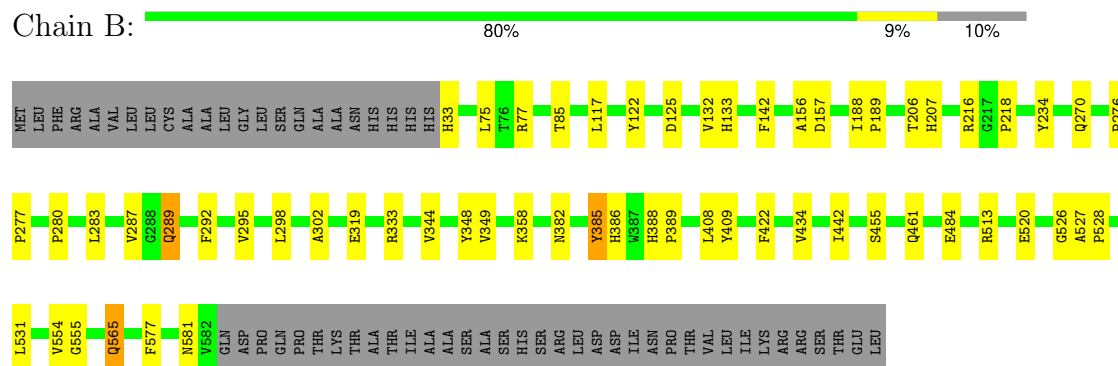 Chain B:
80% 9% 10%
MET LEU PHE ARG ALA VAL LEU LEU CYS ALA ALA LEU GLY LEU SER GLN ALA ALA ASN HIS HIS HIS HIS H33 L75 T76 R77 T85 L117 Y122 D125 V132 H133 F142 A156 D157 I188 P189 T206 H207 R216 G217 P218 Y234 Q270
P277 P280 L283 V287 G288 Q289 F292 V295 L298 A302 E319 R333 V344 Y348 V349 K358 N382 Y385 H386 W387 H388 P389 L408 Y409 F422 V434 I442 S455 Q461 E484 R513 E520 G526 A527 P528
L531 V554 G555 Q565 F577 N581 V582 GLN ASP PRO GLN PRO THR LYS THR ALA THR ILE ALA ALA SER ALA SER HIS SER ARG LEU ASP ASP ILE ASN PRO THR VAL LEU ILE LYS ARG ARG SER THR GLU LEU